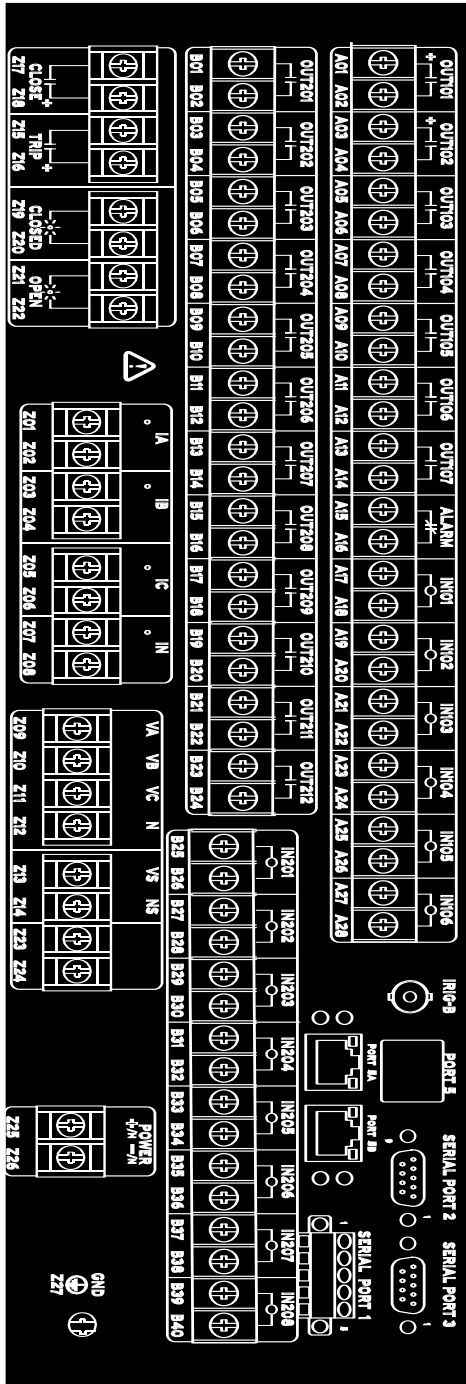 + OUT101 + OUT102 OUT103 OUT104 OUT105 OUT106 OUT107 ALARM IN101 IN102 IN103 IN104 IN105 IN106 IRIG-B PORT 5 SERIAL PORT 2 SERIAL PORT 3
A01 A02 A03 A04 A05 A06 A07 A08 A09 A10 A11 A12 A13 A14 A15 A16 A17 A18 A19 A20 A21 A22 A23 A24 A25 A26 A27 A28
9 1 1
PORT 5A PORT 5B SERIAL PORT 1
1
OUT201 OUT202 OUT203 OUT204 OUT205 OUT206 OUT207 OUT208 OUT209 OUT210 OUT211 OUT212
B01 B02 B03 B04 B05 B06 B07 B08 B09 B10 B11 B12 B13 B14 B15 B16 B17 B18 B19 B20 B21 B22 B23 B24
IN201 IN202 IN203 IN204 IN205 IN206 IN207 IN208
B25 B26 B27 B28 B29 B30 B31 B32 B33 B34 B35 B36 B37 B38 B39 B40
IA IB IC IN
Z01 Z02 Z03 Z04 Z05 Z06 Z07 Z08
VA VB VC N VS NS
Z09 Z10 Z11 Z12 Z13 Z14 Z23 Z24
POWER
Z25 Z26
GND
Z27
CLOSE + TRIP + CLOSED OPEN
Z17 Z18 Z15 Z16 Z19 Z20 Z21 Z22